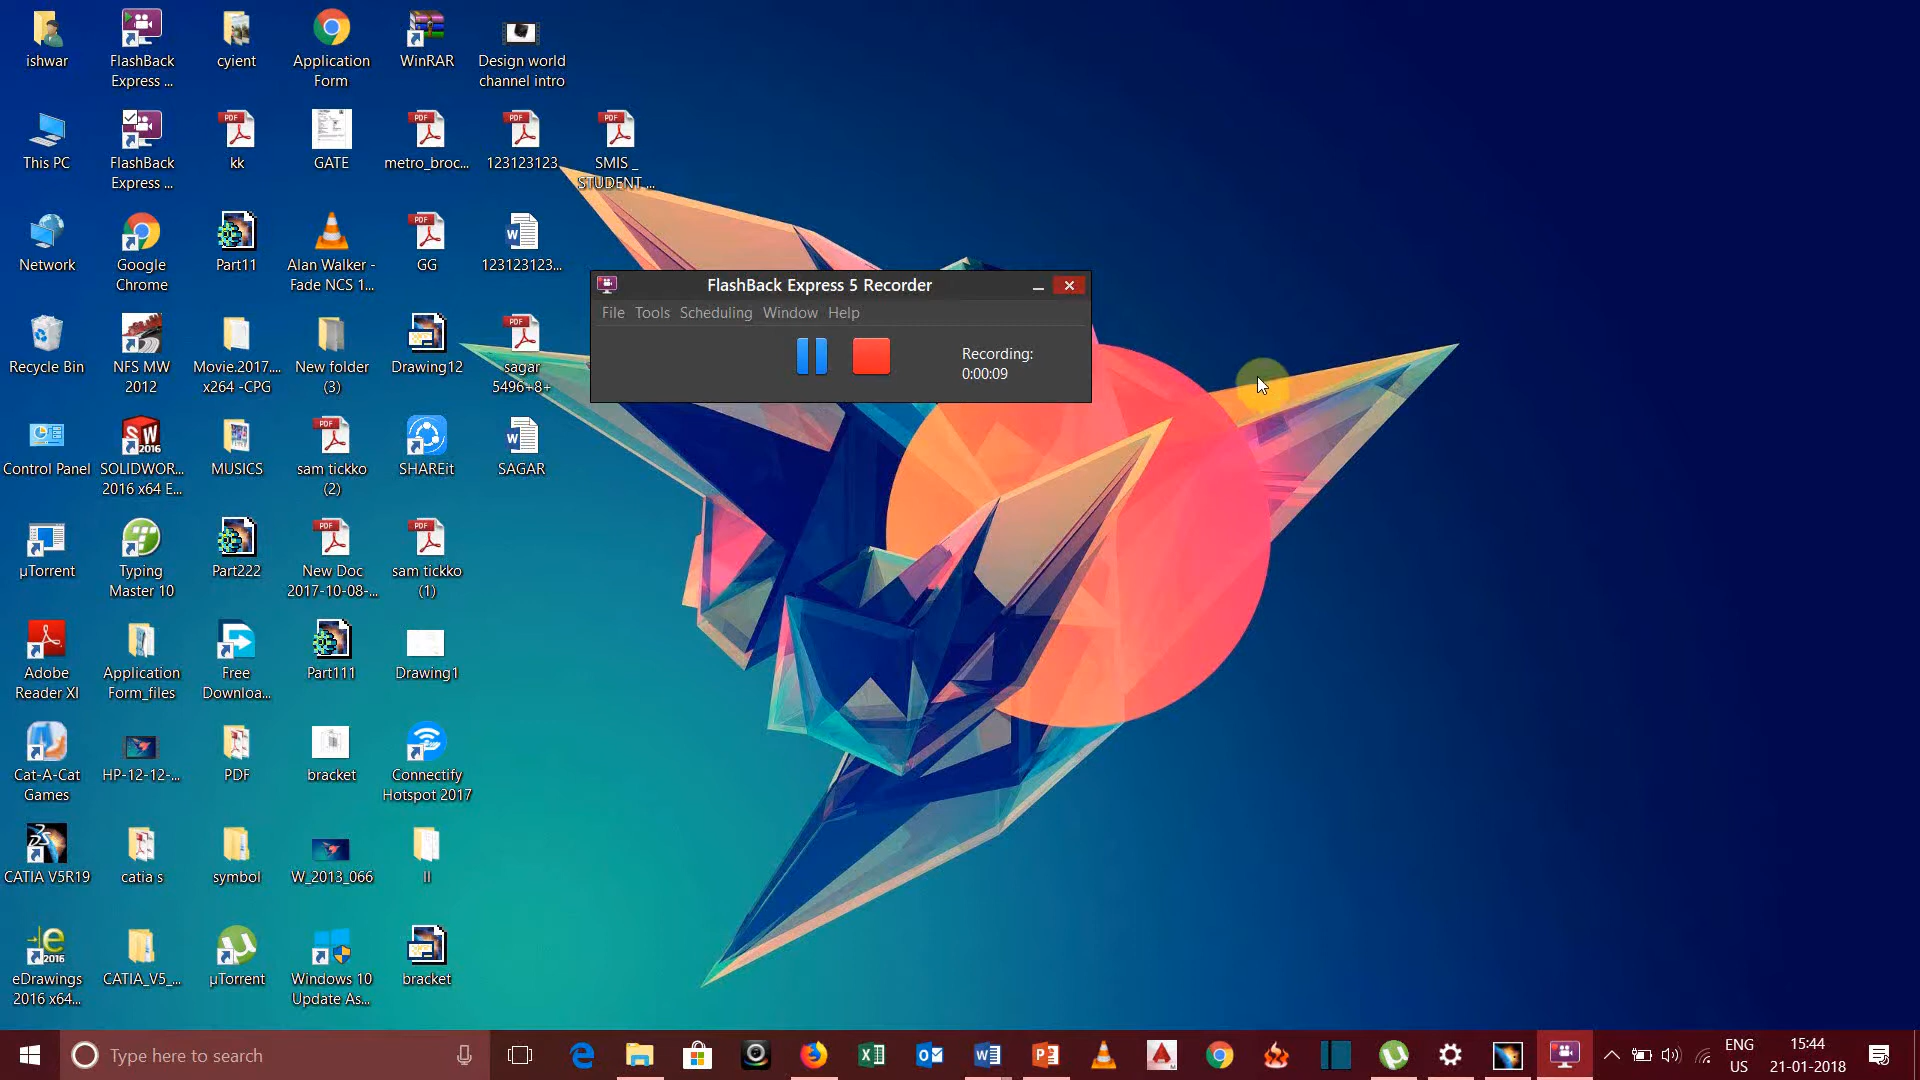 ishwar
FlashBack
Express ...
cyient
Application
Form
WinRAR
Design world
channel intro
This PC
FlashBack
Express ...
kk
GATE
metro_broc...
123123123
SMIS _
STUDENT ...
Network
Google
Chrome
Part11
Alan Walker -
Fade NCS 1...
GG
123123123...
FlashBack Express 5 Recorder
File Tools Scheduling Window Help
Recording:
0:00:09
Recycle Bin
NFS MW
2012
Movie.2017....
x264 -CPG
New folder
(3)
Drawing12
sagar
5496+8+
Control Panel
SOLIDWOR...
2016 x64 E...
MUSICS
sam tickko
(2)
SHAREit
SAGAR
µTorrent
Typing
Master 10
Part222
New Doc
2017-10-08-...
sam tickko
(1)
Adobe
Reader XI
Application
Form_files
Free
Downloa...
Part111
Drawing1
Cat-A-Cat
Games
HP-12-12-...
PDF
bracket
Connectify
Hotspot 2017
CATIA V5R19
catia s
symbol
W_2013_066
eDrawings
2016 x64...
CATIA_V5_...
µTorrent
Windows 10
Update As...
bracket
Type here to search
ENG
US
15:44
21-01-2018